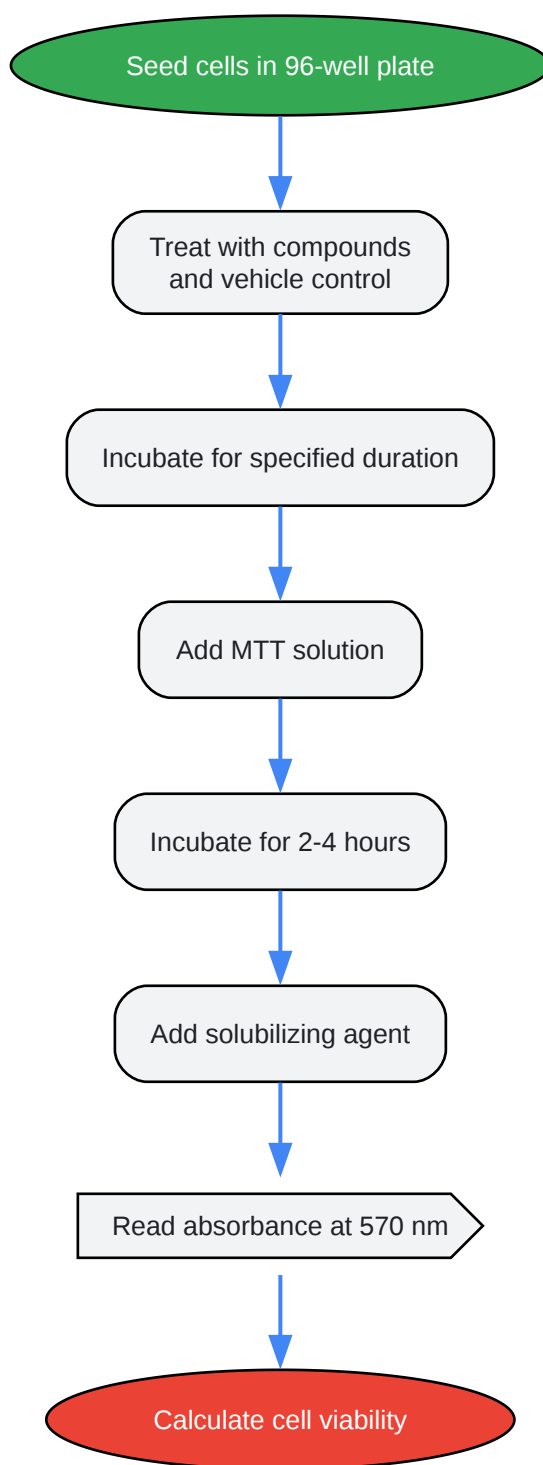 Seed cells in 96-well plate
Treat with compounds
and vehicle control
Incubate for specified duration
Add MTT solution
Incubate for 2-4 hours
Add solubilizing agent
Read absorbance at 570 nm
Calculate cell viability